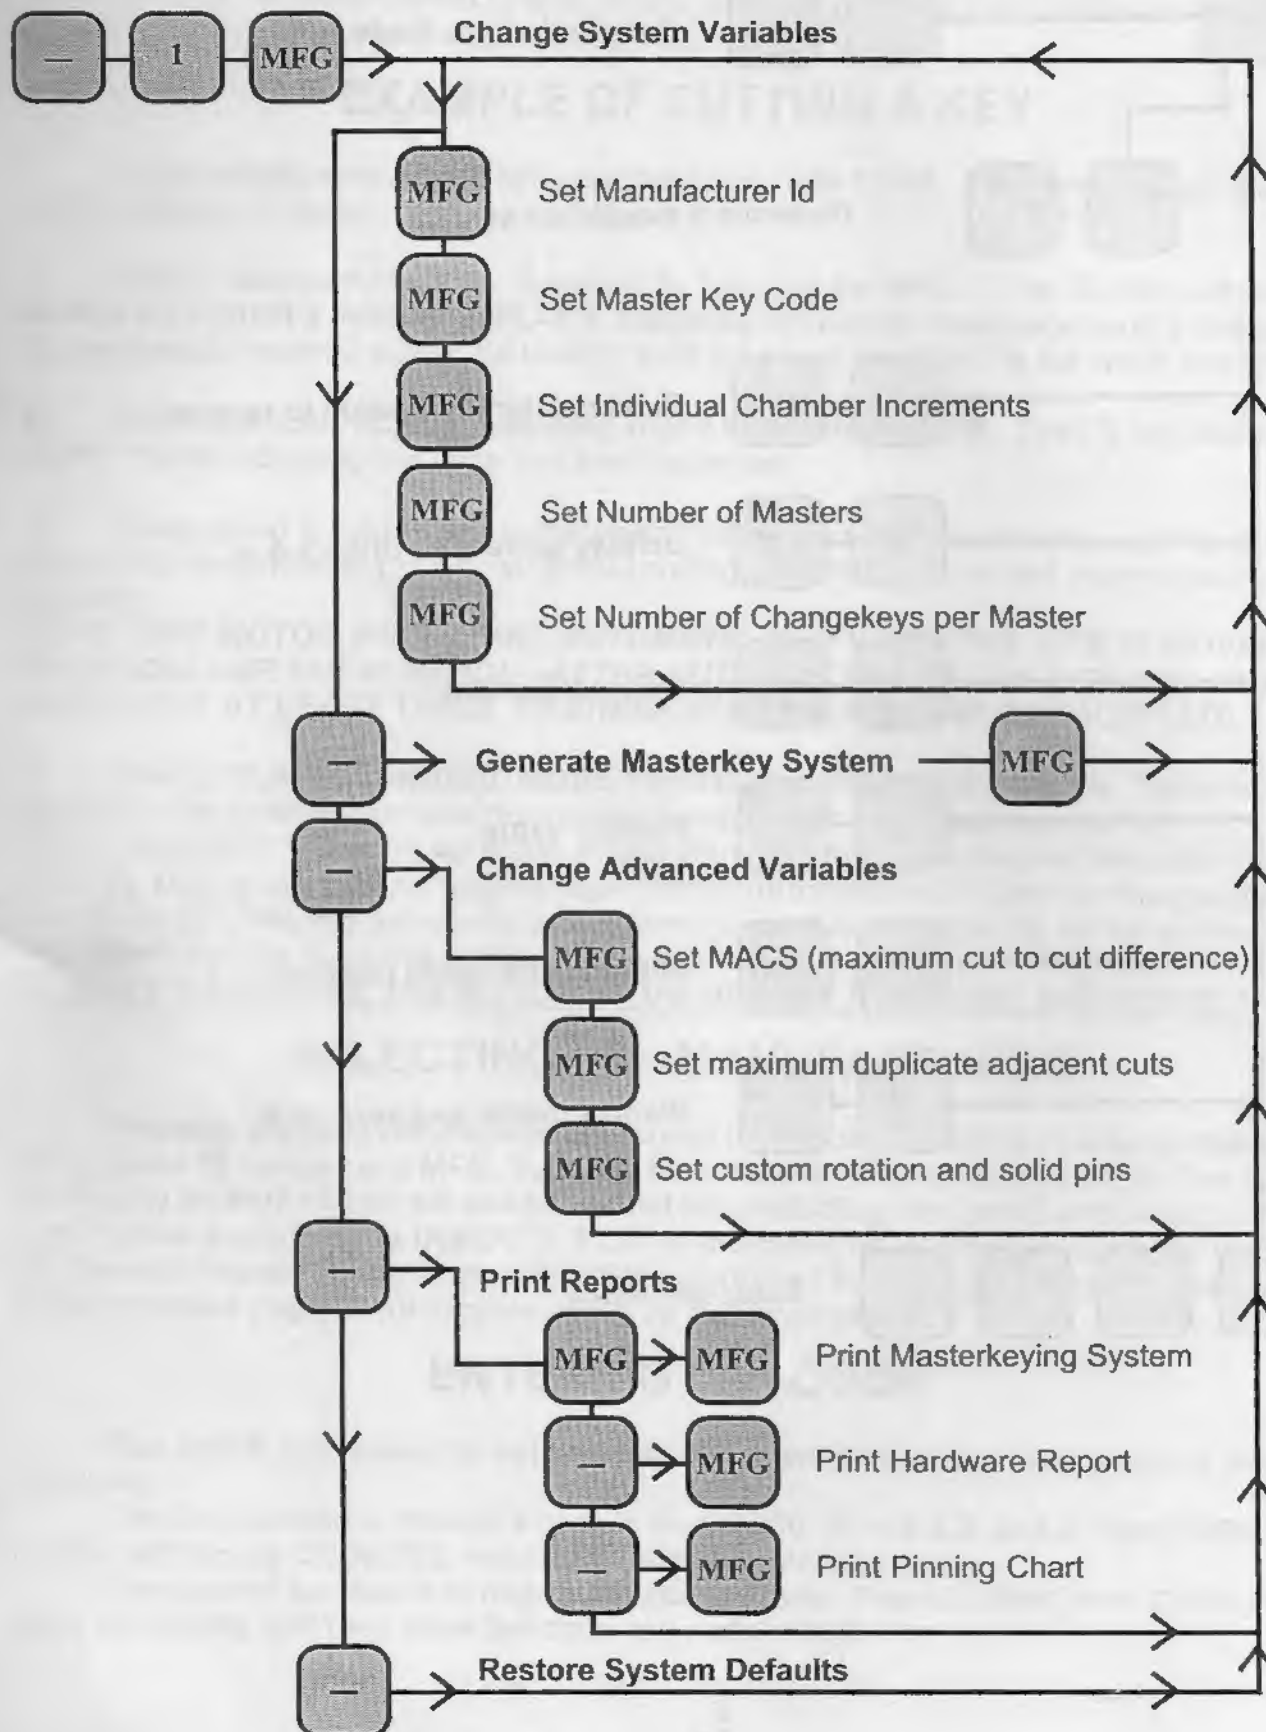 — 1 MFG Change System Variables
MFG Set Manufacturer Id
MFG Set Master Key Code
MFG Set Individual Chamber Increments
MFG Set Number of Masters
MFG Set Number of Changekeys per Master
— Generate Masterkey System MFG
— Change Advanced Variables
MFG Set MACS (maximum cut to cut difference)
MFG Set maximum duplicate adjacent cuts
MFG Set custom rotation and solid pins
— Print Reports
MFG MFG Print Masterkeying System
— MFG Print Hardware Report
— MFG Print Pinning Chart
— Restore System Defaults